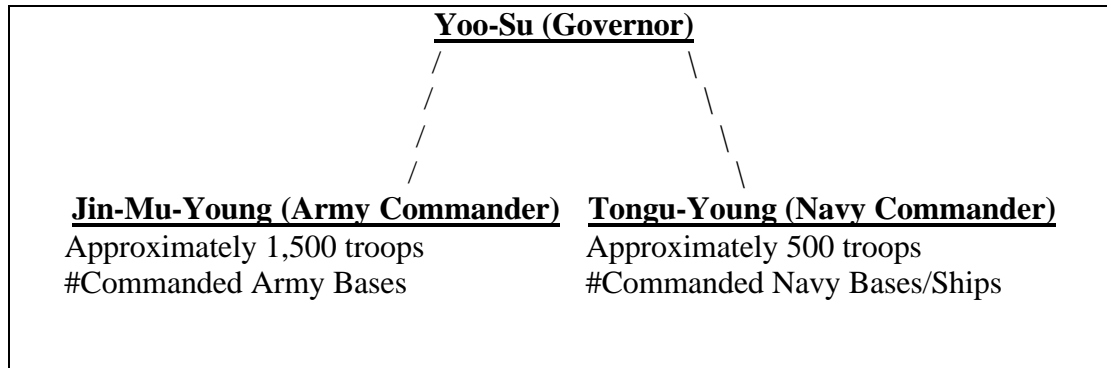 Yoo-Su (Governor)
Jin-Mu-Young (Army Commander)
Tongu-Young (Navy Commander)
Approximately 1,500 troops
Approximately 500 troops
#Commanded Army Bases
#Commanded Navy Bases/Ships